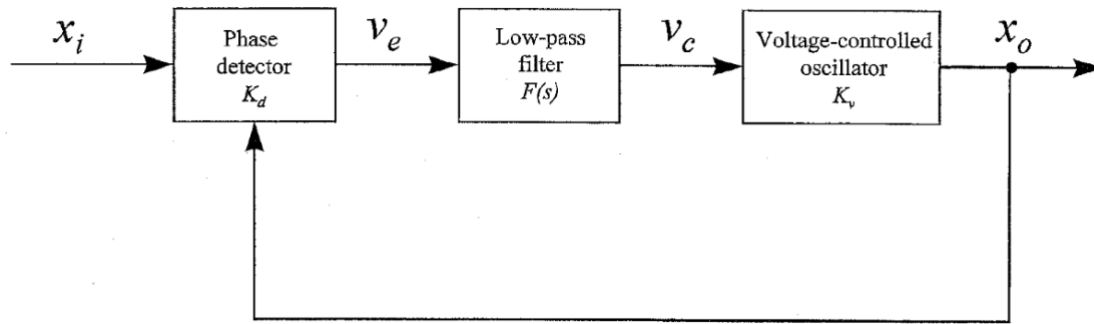 x_i
Phase
detector
K_d
v_e
Low-pass
filter
F(s)
v_c
Voltage-controlled
oscillator
K_v
x_o